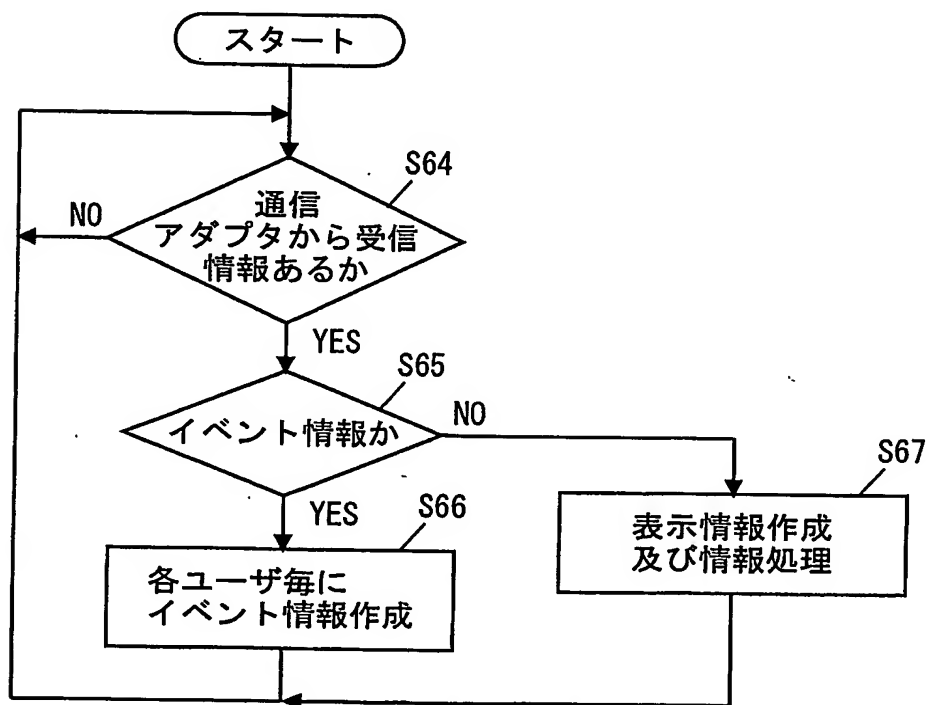 スタート
S64
通信
アダプタから受信
情報あるか
NO
YES
S65
イベント情報か
NO
YES
S66
各ユーザ毎に
イベント情報作成
S67
表示情報作成
及び情報処理